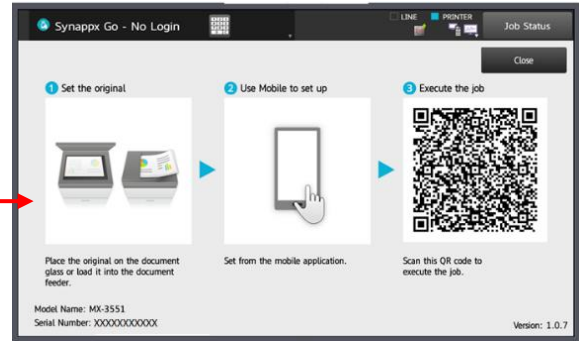 Synappx Go - No Login
LINE
PRINTER
Job Status
Close
1 Set the original
2 Use Mobile to set up
3 Execute the job
Place the original on the document
glass or load it into the document
feeder.
Set from the mobile application.
Scan this QR code to
execute the job.
Model Name: MX-3551
Serial Number: XXXXXXXXXXX
Version: 1.0.7